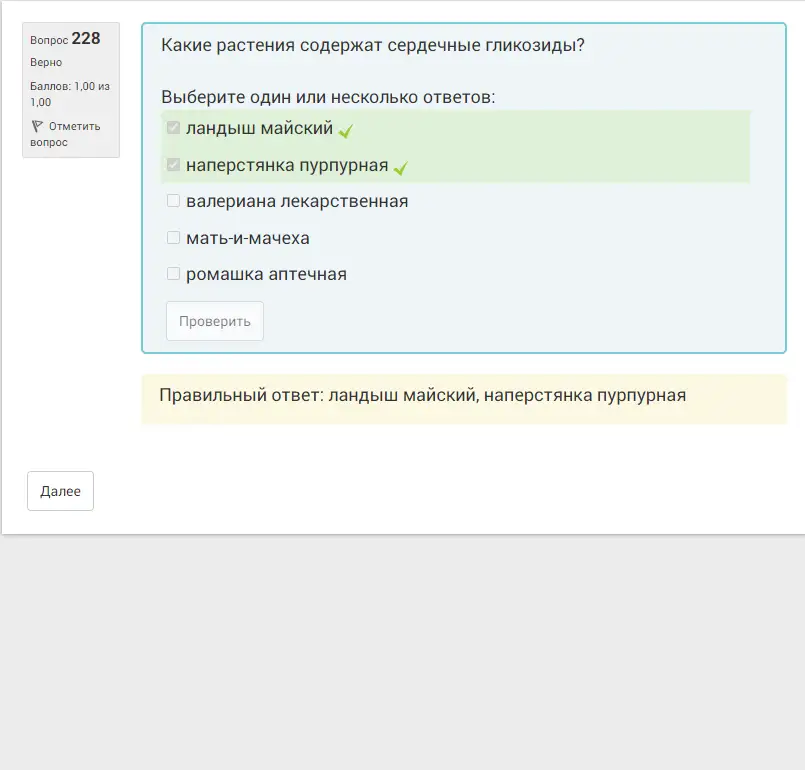 Вопрос 228
Верно
Баллов: 1,00 из
1,00
Отметить
вопрос
Какие растения содержат сердечные гликозиды?
Выберите один или несколько ответов:
ландыш майский
наперстянка пурпурная
валериана лекарственная
мать-и-мачеха
ромашка аптечная
Проверить
Правильный ответ: ландыш майский, наперстянка пурпурная
Далее